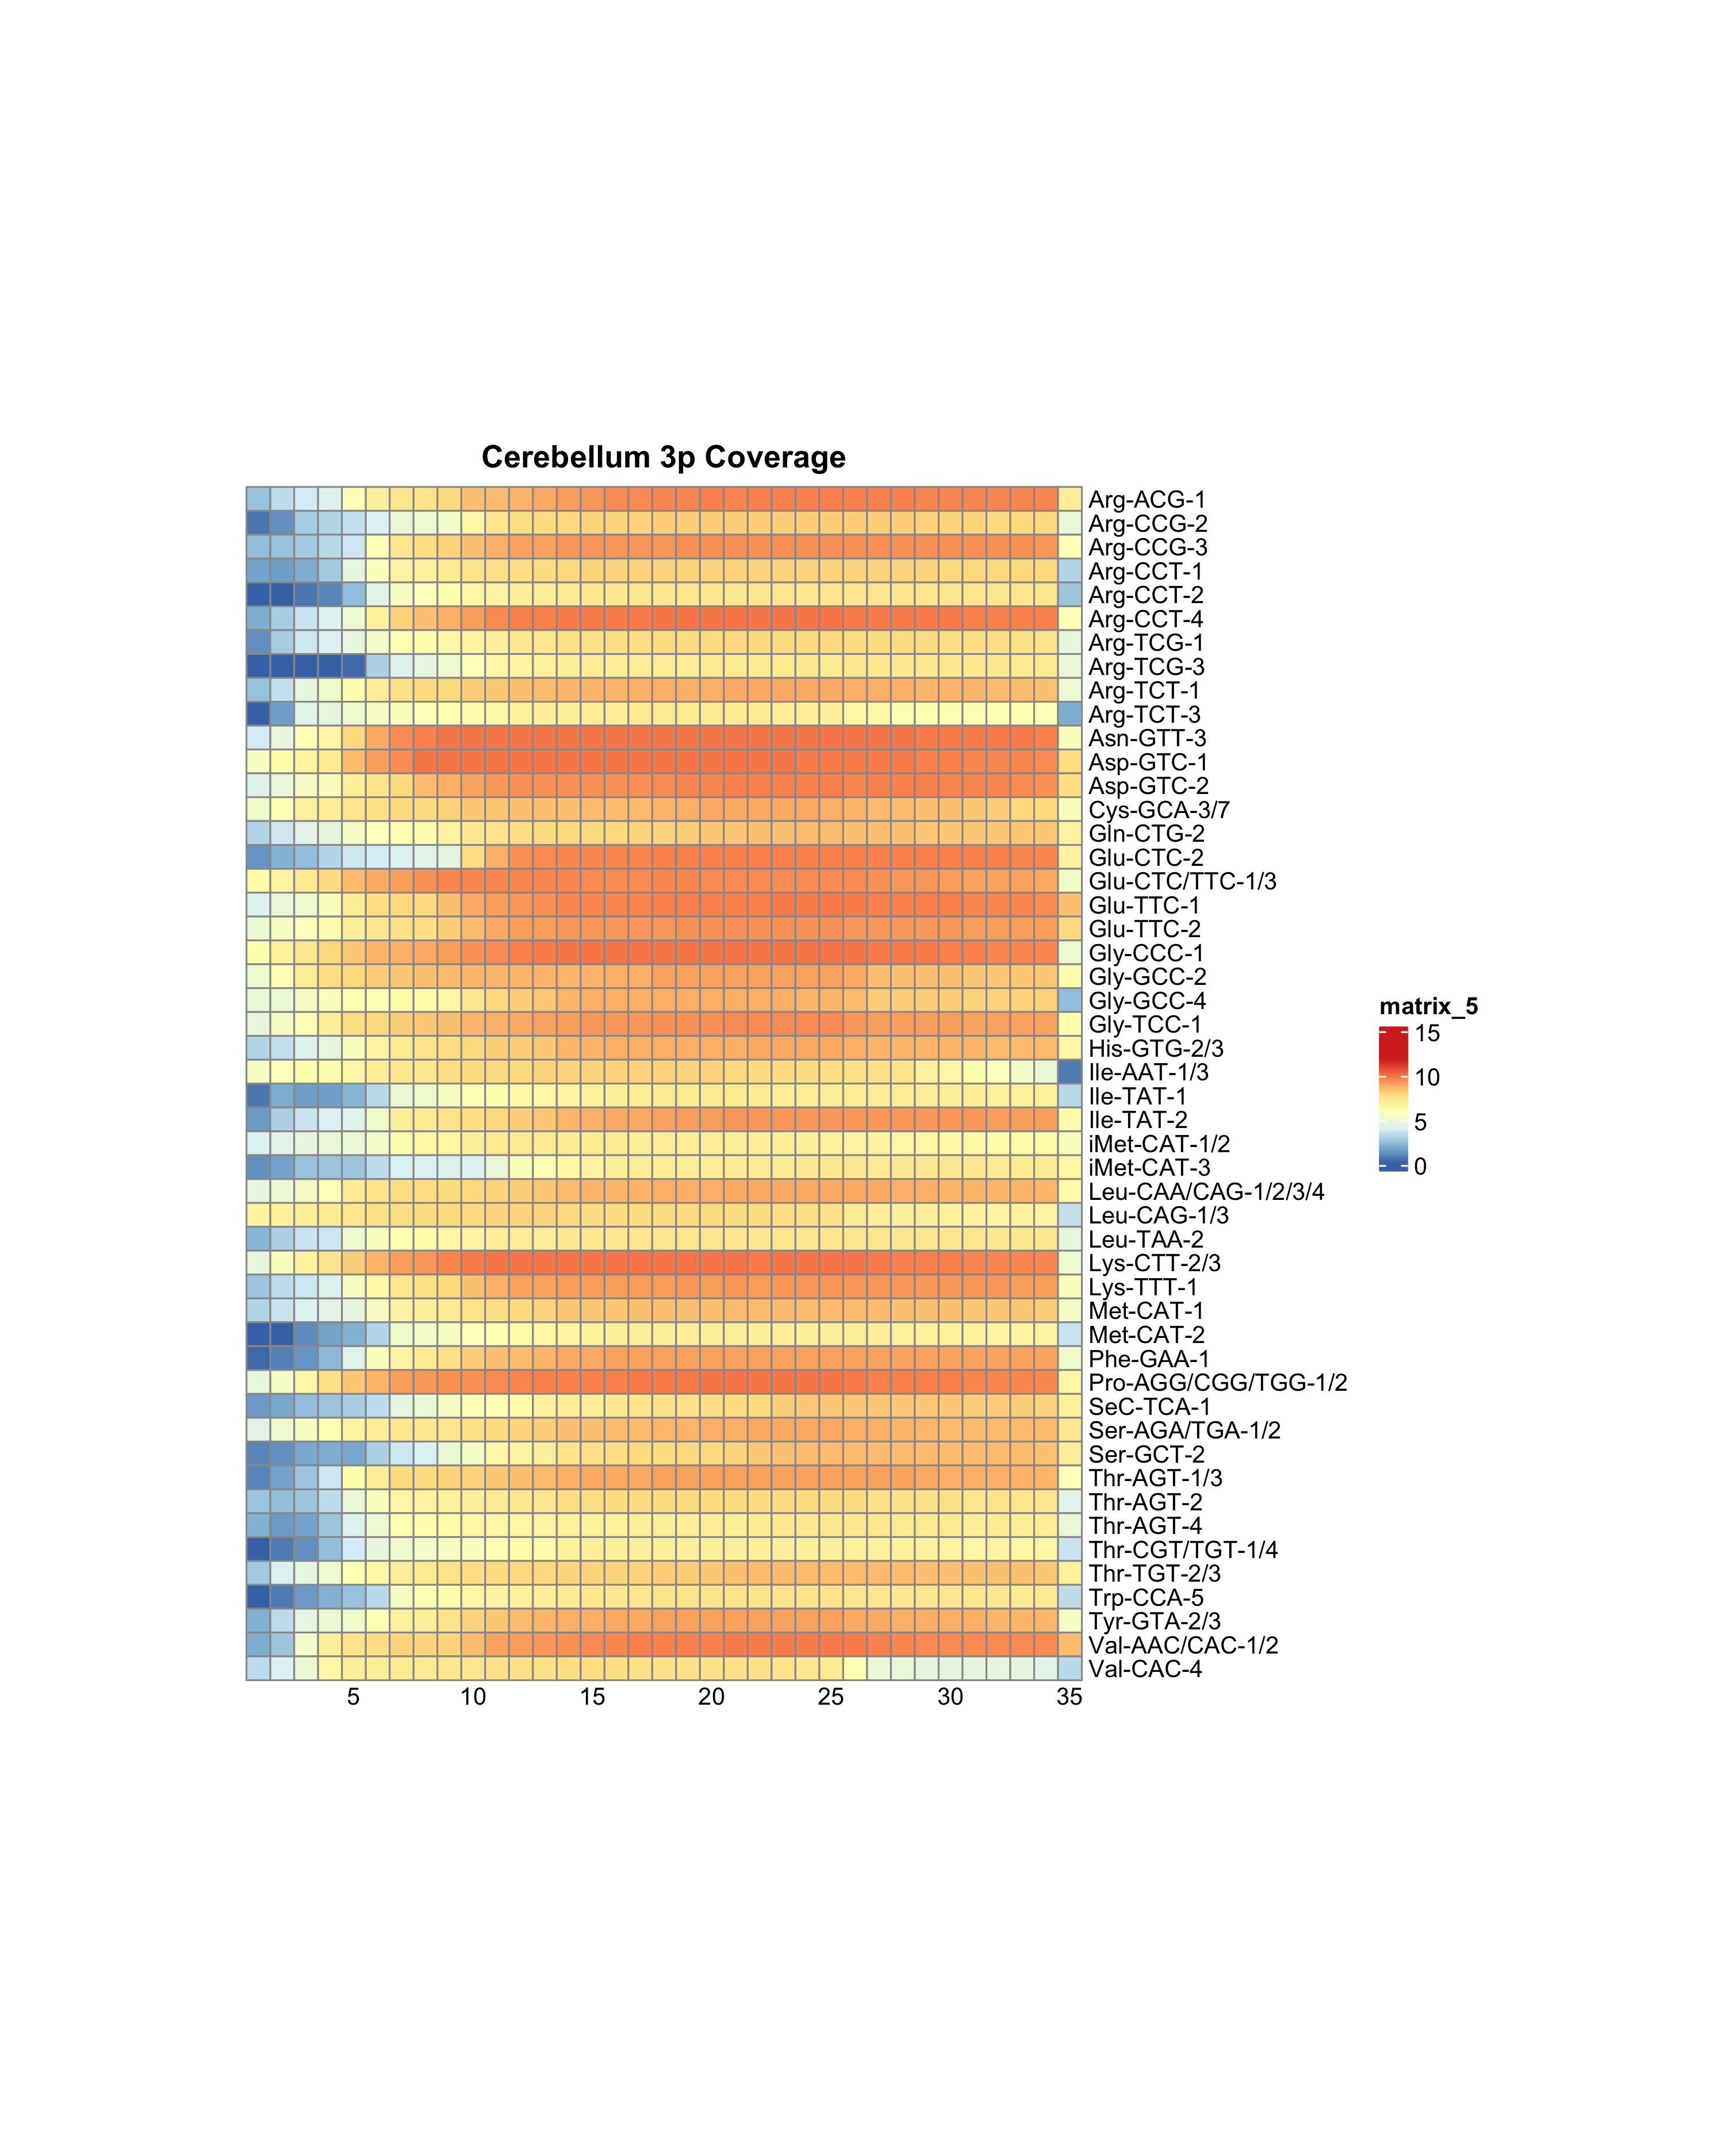 Cerebellum 3p Coverage
Arg-ACG-1
Arg-CCG-2
Arg-CCG-3
Arg-CCT-1
Arg-CCT-2
Arg-CCT-4
Arg-TCG-1
Arg-TCG-3
Arg-TCT-1
Arg-TCT-3
Asn-GTT-3
Asp-GTC-1
Asp-GTC-2
Cys-GCA-3/7
Gln-CTG-2
Glu-CTC-2
Glu-CTC/TTC-1/3
Glu-TTC-1
Glu-TTC-2
Gly-CCC-1
Gly-GCC-2
Gly-GCC-4
Gly-TCC-1
His-GTG-2/3
Ile-AAT-1/3
Ile-TAT-1
Ile-TAT-2
iMet-CAT-1/2
iMet-CAT-3
Leu-CAA/CAG-1/2/3/4
Leu-CAG-1/3
Leu-TAA-2
Lys-CTT-2/3
Lys-TTT-1
Met-CAT-1
Met-CAT-2
Phe-GAA-1
Pro-AGG/CGG/TGG-1/2
SeC-TCA-1
Ser-AGA/TGA-1/2
Ser-GCT-2
Thr-AGT-1/3
Thr-AGT-2
Thr-AGT-4
Thr-CGT/TGT-1/4
Thr-TGT-2/3
Trp-CCA-5
Tyr-GTA-2/3
Val-AAC/CAC-1/2
Val-CAC-4
5 10 15 20 25 30 35
matrix_5
15
10
5
0